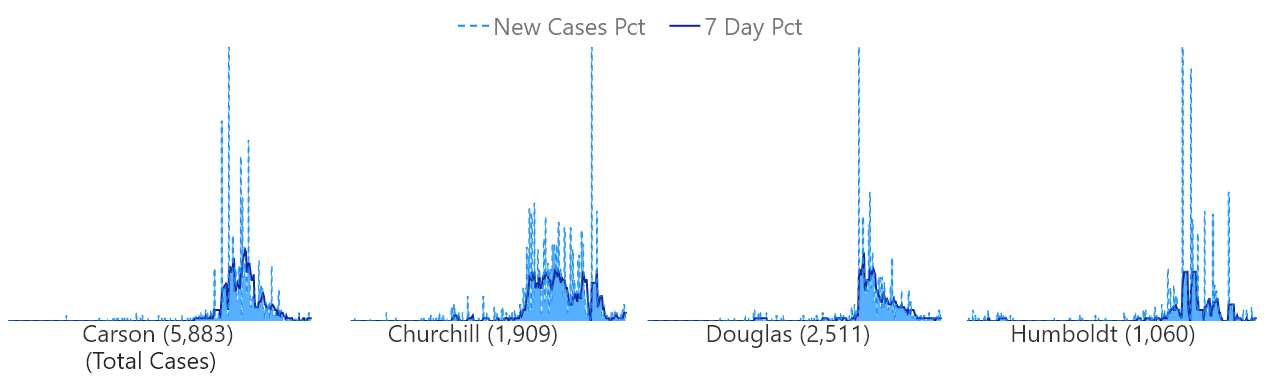 New Cases Pct 7 Day Pct
Carson (5,883) Churchill (1,909) Douglas (2,511) Humboldt (1,060)
(Total Cases)